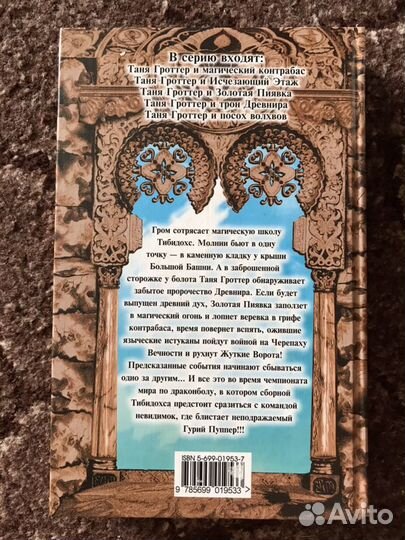 В серию входят:
Таня Гроттер и магический контрабас
Таня Гроттер и Исчезающий Этаж
Таня Гроттер и Золотая Пиявка
Таня Гроттер и трон Древнира
Таня Гроттер и посох волхвов
Гром сотрясает магическую школу
Тибидохс. Молнии бьют в одну
точку — в каменную кладку у крыши
Большой Башни. А в заброшенной
сторожке у болота Таня Гроттер обнаруживает
забытое пророчество Древнира. Если будет
выпущен древний дух, Золотая Пиявка заползет
в магический огонь и лопнет веревка в грифе
контрабаса, время повернет вспять, ожившие
языческие истуканы пойдут войной на Черепаху
Вечности и рухнут Жуткие Ворота!
Предсказанные события начинают сбываться
одно за другим... И все это во время чемпионата
мира по драконболу, в котором сборной
Тибидохса предстоит сразиться с командой
невидимок, где блистает неподражаемый
Гурий Пуппер!!!
ISBN 5-699-01953-7
9 785699 019533 >
Avito